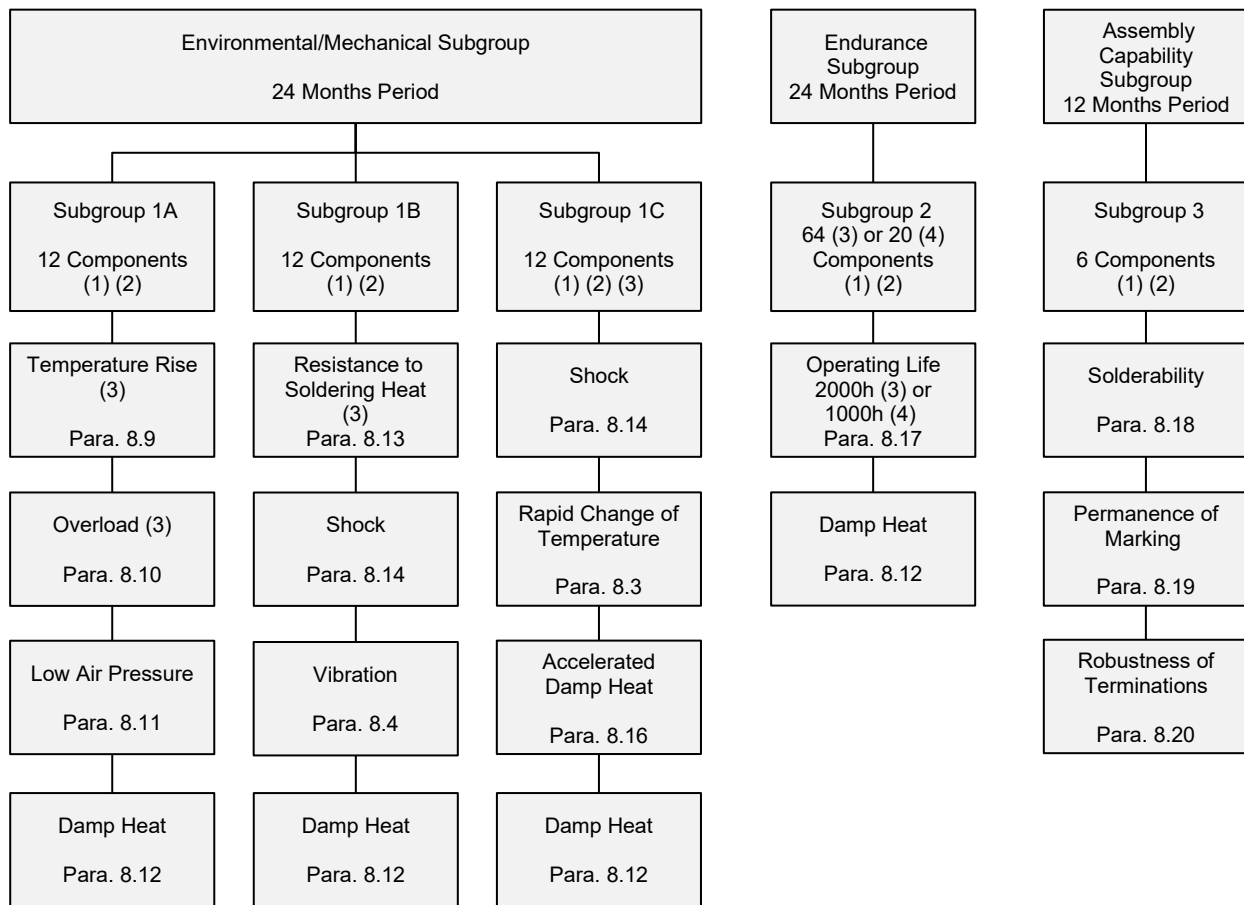 Environmental/Mechanical Subgroup
24 Months Period
Endurance
Subgroup
24 Months Period
Assembly
Capability
Subgroup
12 Months Period
Subgroup 1A
12 Components
(1) (2)
Subgroup 1B
12 Components
(1) (2)
Subgroup 1C
12 Components
(1) (2) (3)
Subgroup 2
64 (3) or 20 (4)
Components
(1) (2)
Subgroup 3
6 Components
(1) (2)
Temperature Rise
(3)
Para. 8.9
Resistance to
Soldering Heat
(3)
Para. 8.13
Shock
Para. 8.14
Operating Life
2000h (3) or
1000h (4)
Para. 8.17
Solderability
Para. 8.18
Overload (3)
Para. 8.10
Shock
Para. 8.14
Rapid Change of
Temperature
Para. 8.3
Damp Heat
Para. 8.12
Permanence of
Marking
Para. 8.19
Low Air Pressure
Para. 8.11
Vibration
Para. 8.4
Accelerated
Damp Heat
Para. 8.16
Robustness of
Terminations
Para. 8.20
Damp Heat
Para. 8.12
Damp Heat
Para. 8.12
Damp Heat
Para. 8.12